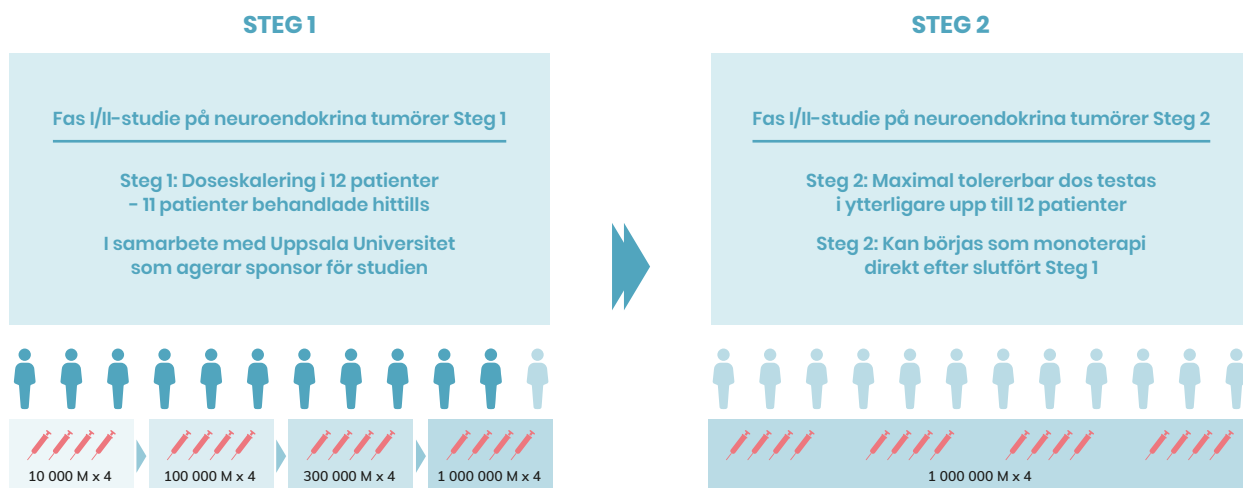 STEG 1
Fas I/II-studie på neuroendokrina tumörer Steg 1
Steg 1: Doseskalering i 12 patienter
- 11 patienter behandlade hittills
I samarbete med Uppsala Universitet
som agerar sponsor för studien
10 000 M x 4
100 000 M x 4
300 000 M x 4
1 000 000 M x 4
STEG 2
Fas I/II-studie på neuroendokrina tumörer Steg 2
Steg 2: Maximal tolererbar dos testas
i ytterligare upp till 12 patienter
Steg 2: Kan börjas som monoterapi
direkt efter slutfört Steg 1
1 000 000 M x 4